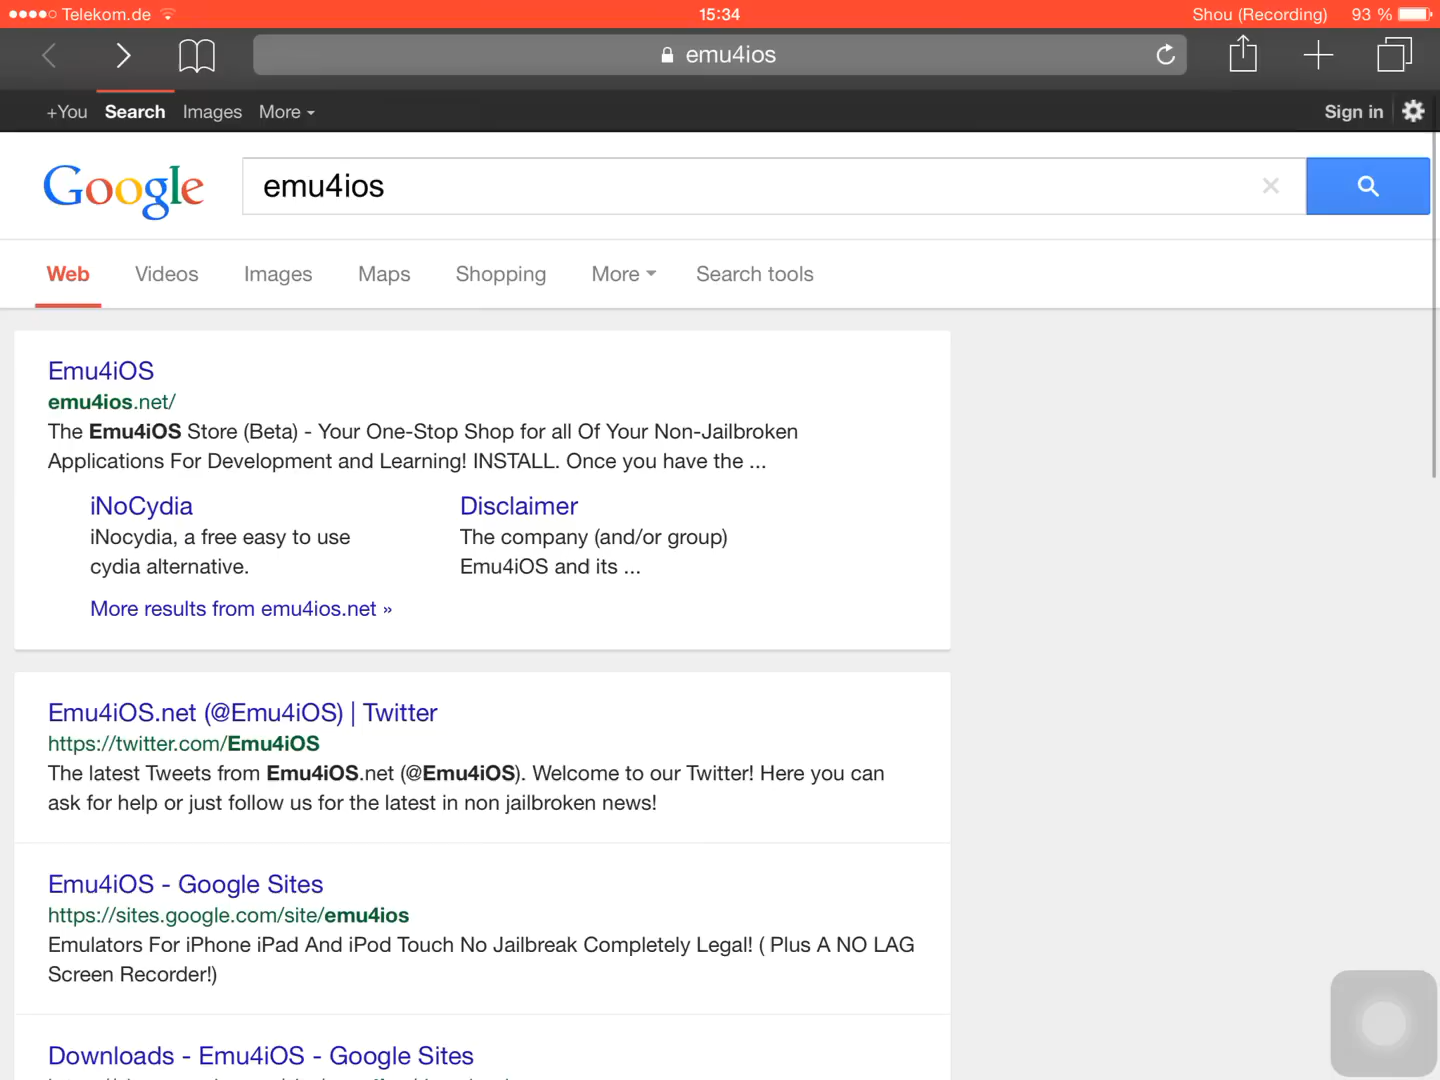 Telekom.de 15:34 Shou (Recording) 93 %
emu4ios
+You Search Images More Sign in
Google emu4ios
Web Videos Images Maps Shopping More Search tools
Emu4iOS
emu4ios.net/
The Emu4iOS Store (Beta) - Your One-Stop Shop for all Of Your Non-Jailbroken
Applications For Development and Learning! INSTALL. Once you have the ...
iNoCydia
iNocydia, a free easy to use
cydia alternative.
Disclaimer
The company (and/or group)
Emu4iOS and its ...
More results from emu4ios.net »
Emu4iOS.net (@Emu4iOS) | Twitter
https://twitter.com/Emu4iOS
The latest Tweets from Emu4iOS.net (@Emu4iOS). Welcome to our Twitter! Here you can
ask for help or just follow us for the latest in non jailbroken news!
Emu4iOS - Google Sites
https://sites.google.com/site/emu4ios
Emulators For iPhone iPad And iPod Touch No Jailbreak Completely Legal! ( Plus A NO LAG
Screen Recorder!)
Downloads - Emu4iOS - Google Sites